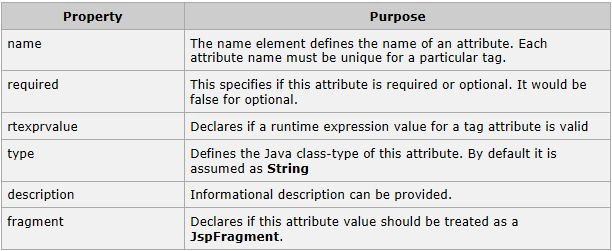 Property Purpose
name The name element defines the name of an attribute. Each
attribute name must be unique for a particular tag.
required This specifies if this attribute is required or optional. It would be
false for optional.
rtexprvalue Declares if a runtime expression value for a tag attribute is valid
type Defines the Java class-type of this attribute. By default it is
assumed as String
description Informational description can be provided.
fragment Declares if this attribute value should be treated as a
JspFragment.